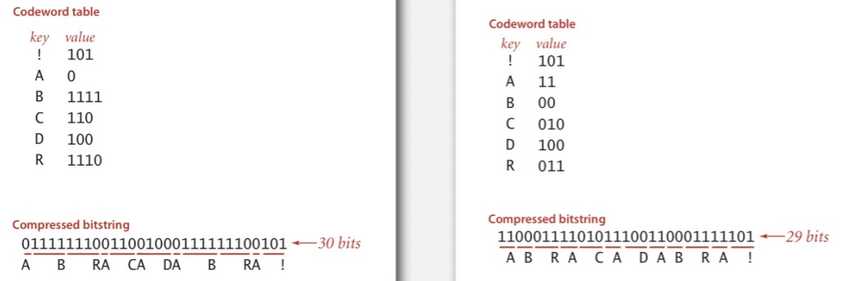 Codeword table
key value
! 101
A 0
B 1111
C 110
D 100
R 1110
Compressed bitstring
011111110011001000111111100101 30 bits
A B RA CA DA B RA !
Codeword table
key value
! 101
A 11
B 00
C 010
D 100
R 011
Compressed bitstring
11000111101011100110001111101 29 bits
A B R A C A D A B R A !